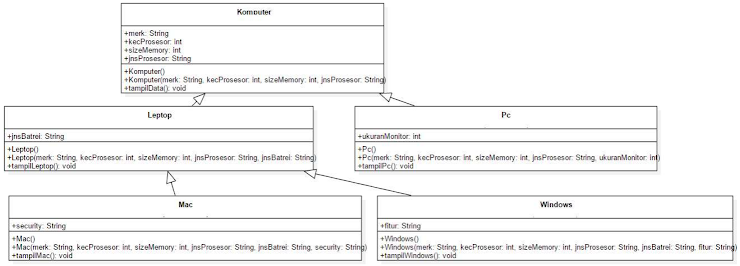 Komputer
+merk: String
+kecProsesor: int
+sizeMemory: int
+jnsProsesor: String
+Komputer()
+Komputer(merk: String, kecProsesor: int, sizeMemory: int, jnsProsesor: String)
+tampilData(): void
Leptop
+jnsBatrei: String
+Leptop()
+Leptop(merk: String, kecProsesor: int, sizeMemory: int, jnsProsesor: String, jnsBatrei: String)
+tampilLeptop(): void
Pc
+ukuranMonitor: int
+Pc()
+Pc(merk: String, kecProsesor: int, sizeMemory: int, jnsProsesor: String, ukuranMonitor: int)
+tampilPc(): void
Mac
+security: String
+Mac()
+Mac(merk: String, kecProsesor: int, sizeMemory: int, jnsProsesor: String, jnsBatrei: String, security: String)
+tampilMac(): void
Windows
+fitur: String
+Windows()
+Windows(merk: String, kecProsesor: int, sizeMemory: int, jnsProsesor: String, jnsBatrei: String, fitur: String)
+tampilWindows(): void